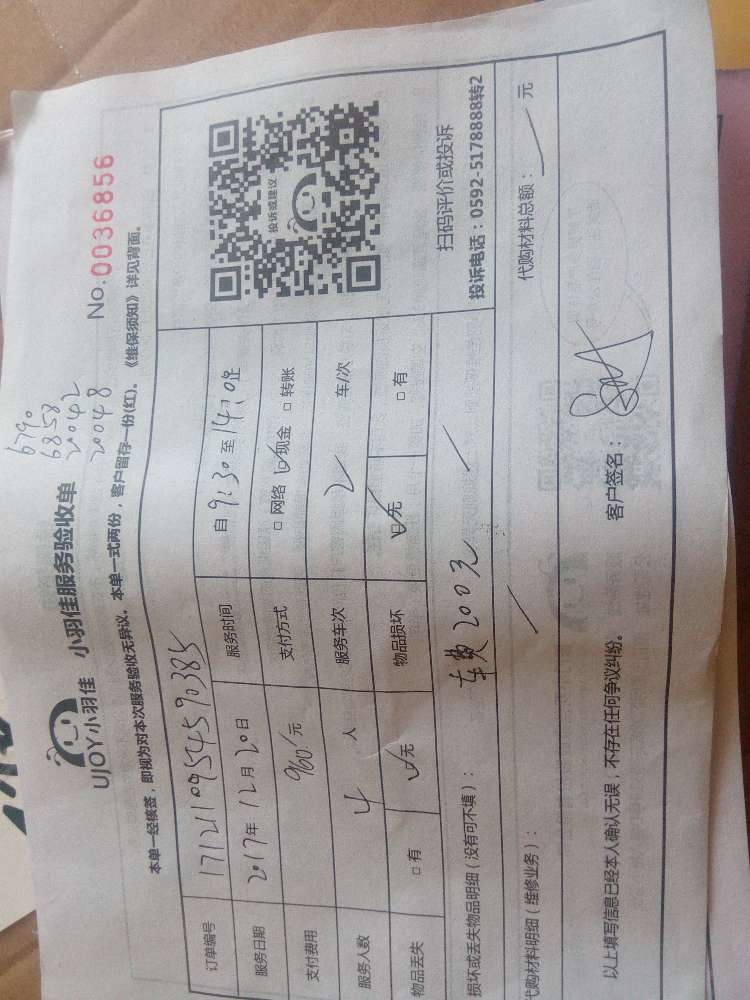 6790
6858
20042
20048
UJOY小羽佳 小羽佳服务验收单 No.0036856
本单一经核签，即视为对本次服务验收无异议。本单一式两份，客户留存一份(红)。《维保须知》详见背面。
订单编号 171211095459038S
服务日期 2017年12月20日 服务时间 自9:30至14:
支付费用 960元 支付方式 □网络 ☑现金 □转账
服务人数 4人 服务车次 2车/次
物品丢失 □有 ☑无 物品损坏 ☑无 □有
投诉或建议
扫码评价或投诉
投诉电话：0592-5178888转2
损坏或丢失物品明细（没有可不填）： 车费200元
代购材料明细（维修业务）： 代购材料总额： 元
以上填写信息已经本人确认无误，不存在任何争议纠纷。 客户签名：